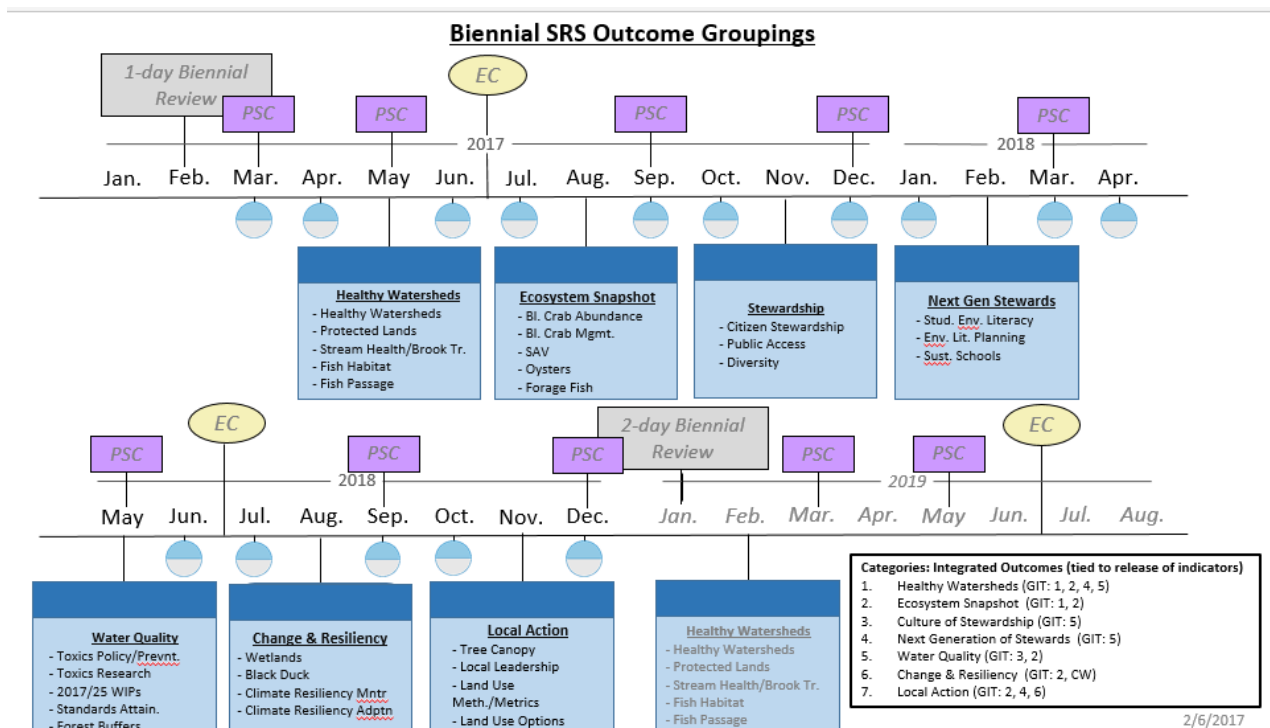 Biennial SRS Outcome Groupings
1-day Biennial
Review
EC
PSC
PSC
PSC
PSC
PSC
2017
2018
Jan. Feb. Mar. Apr. May Jun. Jul. Aug. Sep. Oct. Nov. Dec. Jan. Feb. Mar. Apr.
Healthy Watersheds
- Healthy Watersheds
- Protected Lands
- Stream Health/Brook Tr.
- Fish Habitat
- Fish Passage
Ecosystem Snapshot
- Bl. Crab Abundance
- Bl. Crab Mgmt.
- SAV
- Oysters
- Forage Fish
Stewardship
- Citizen Stewardship
- Public Access
- Diversity
Next Gen Stewards
- Stud. Env. Literacy
- Env. Lit. Planning
- Sust. Schools
EC
2-day Biennial
Review
EC
PSC
PSC
PSC
PSC
PSC
2018
2019
May Jun. Jul. Aug. Sep. Oct. Nov. Dec. Jan. Feb. Mar. Apr. May Jun. Jul. Aug.
Water Quality
- Toxics Policy/Prevnt.
- Toxics Research
- 2017/25 WIPs
- Standards Attain.
- Forest Buffers
Change & Resiliency
- Wetlands
- Black Duck
- Climate Resiliency Mntr
- Climate Resiliency Adptn
Local Action
- Tree Canopy
- Local Leadership
- Land Use
Meth./Metrics
- Land Use Options
Healthy Watersheds
- Healthy Watersheds
- Protected Lands
- Stream Health/Brook Tr.
- Fish Habitat
- Fish Passage
Categories: Integrated Outcomes (tied to release of indicators)
1. Healthy Watersheds (GIT: 1, 2, 4, 5)
2. Ecosystem Snapshot (GIT: 1, 2)
3. Culture of Stewardship (GIT: 5)
4. Next Generation of Stewards (GIT: 5)
5. Water Quality (GIT: 3, 2)
6. Change & Resiliency (GIT: 2, CW)
7. Local Action (GIT: 2, 4, 6)
2/6/2017